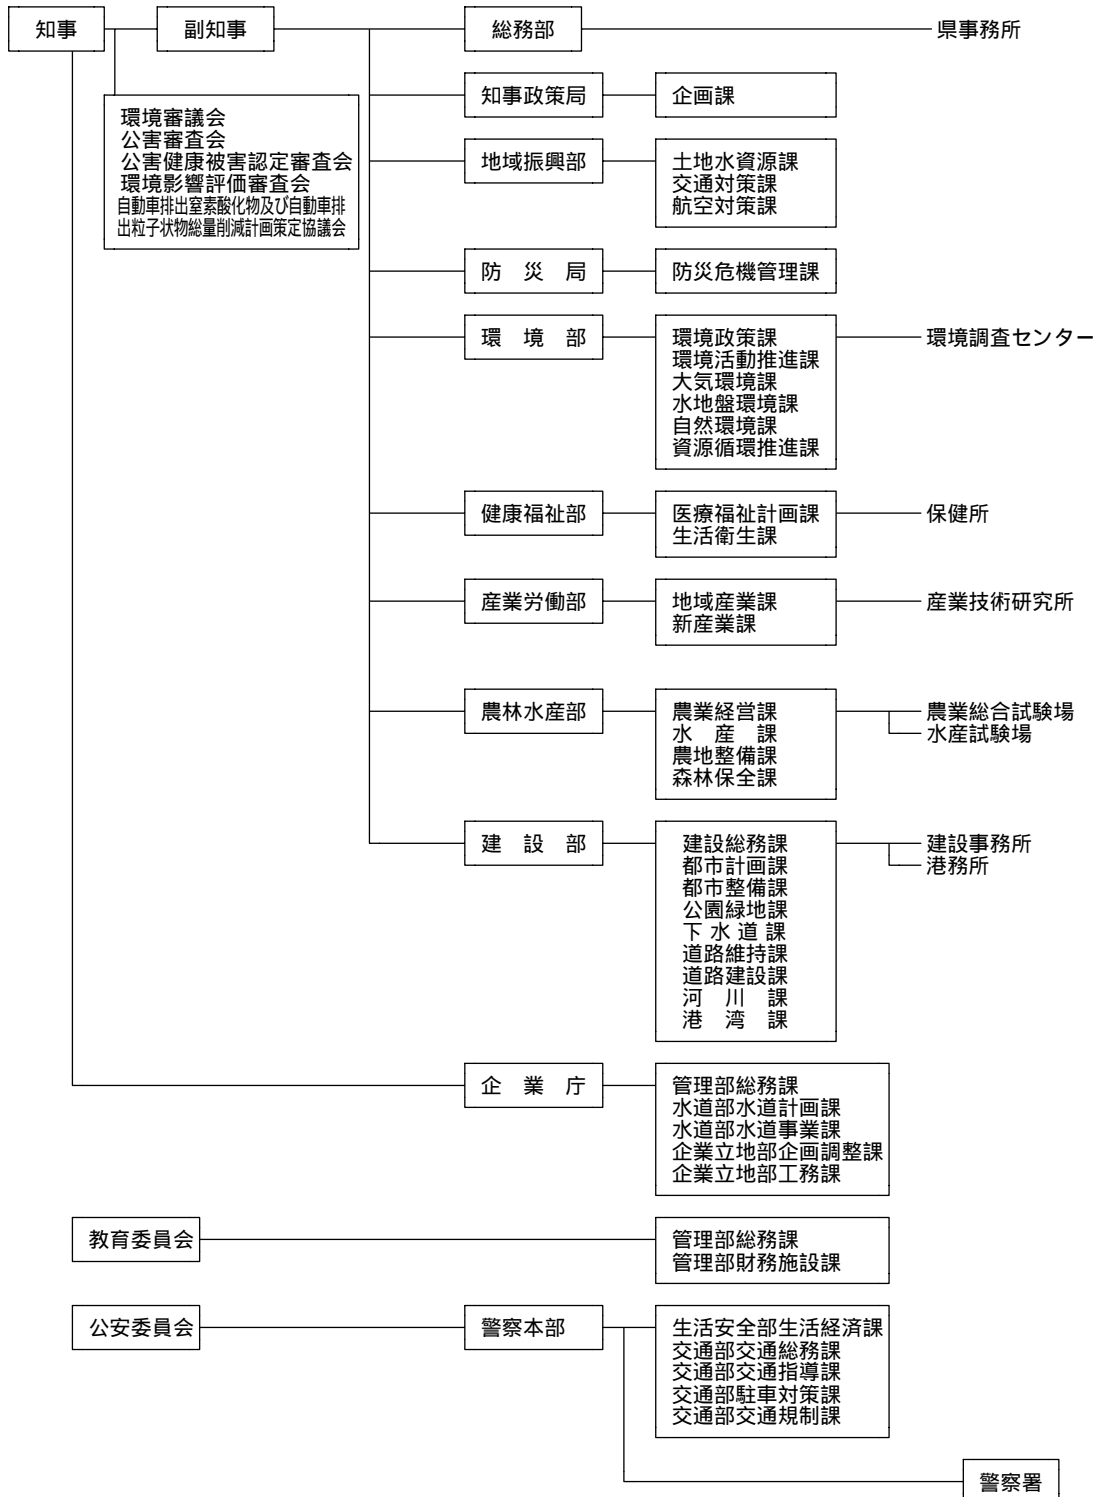 知事
副知事
総務部
県事務所
環境審議会
公害審査会
公害健康被害認定審査会
環境影響評価審査会
自動車排出窒素酸化物及び自動車排
出粒子状物総量削減計画策定協議会
知事政策局
企画課
地域振興部
土地水資源課
交通対策課
航空対策課
防災局
防災危機管理課
環境部
環境政策課
環境活動推進課
大気環境課
水地盤環境課
自然環境課
資源循環推進課
環境調査センター
健康福祉部
医療福祉計画課
生活衛生課
保健所
産業労働部
地域産業課
新産業課
産業技術研究所
農林水産部
農業経営課
水産課
農地整備課
森林保全課
農業総合試験場
水産試験場
建設部
建設総務課
都市計画課
都市整備課
公園緑地課
下水道課
道路維持課
道路建設課
河川課
港湾課
建設事務所
港務所
企業庁
管理部総務課
水道部水道計画課
水道部水道事業課
企業立地部企画調整課
企業立地部工務課
教育委員会
管理部総務課
管理部財務施設課
公安委員会
警察本部
生活安全部生活経済課
交通部交通総務課
交通部交通指導課
交通部駐車対策課
交通部交通規制課
警察署